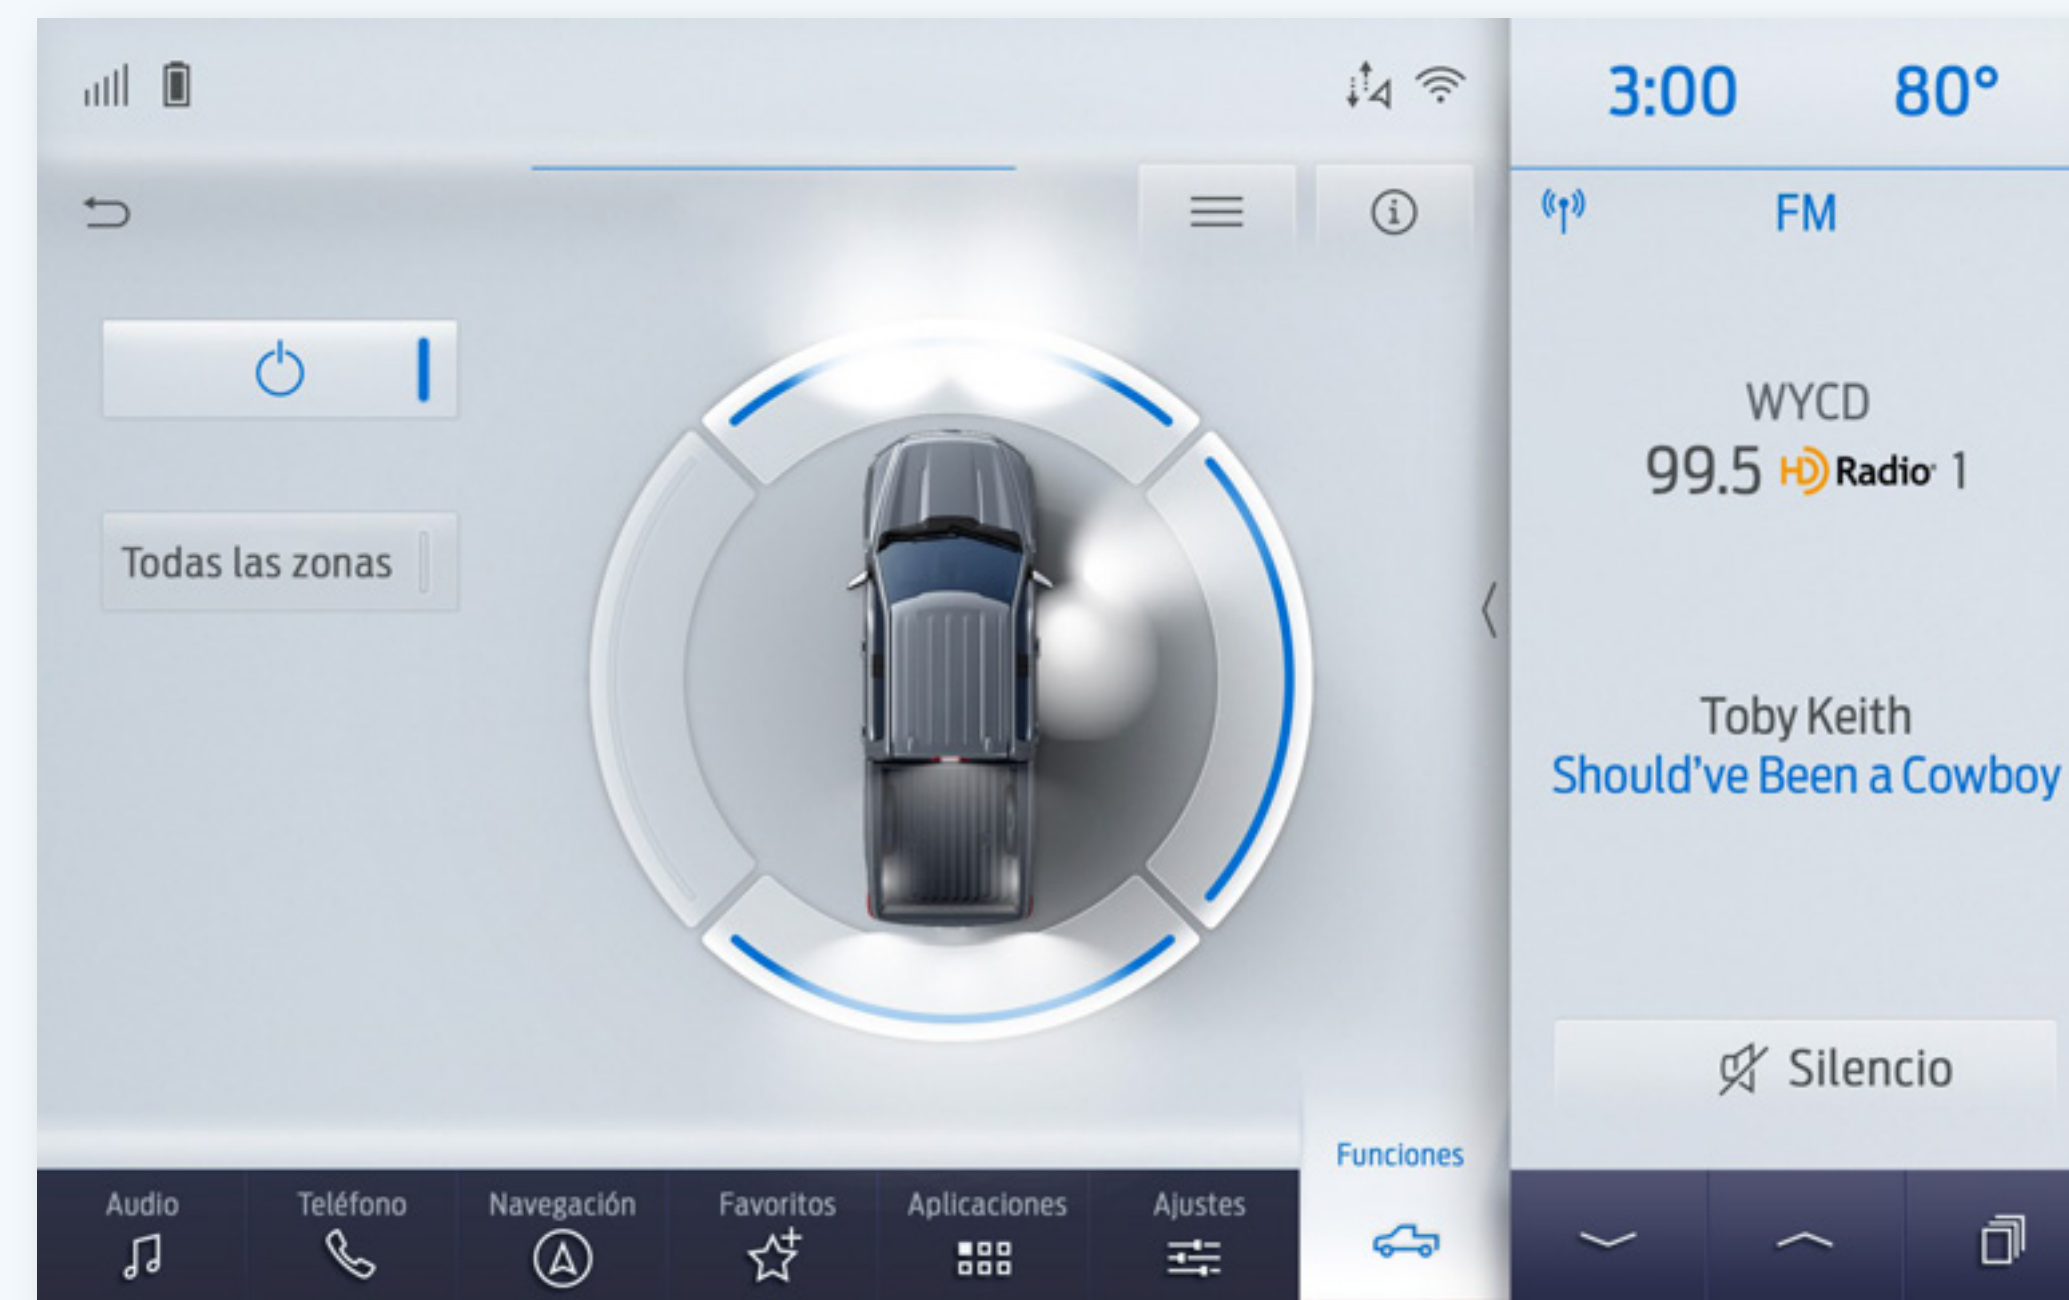 3:00 80°
FM
WYCD
99.5 HD Radio 1
Todas las zonas
Toby Keith
Should've Been a Cowboy
Silencio
Funciones
Audio Teléfono Navegación Favoritos Aplicaciones Ajustes